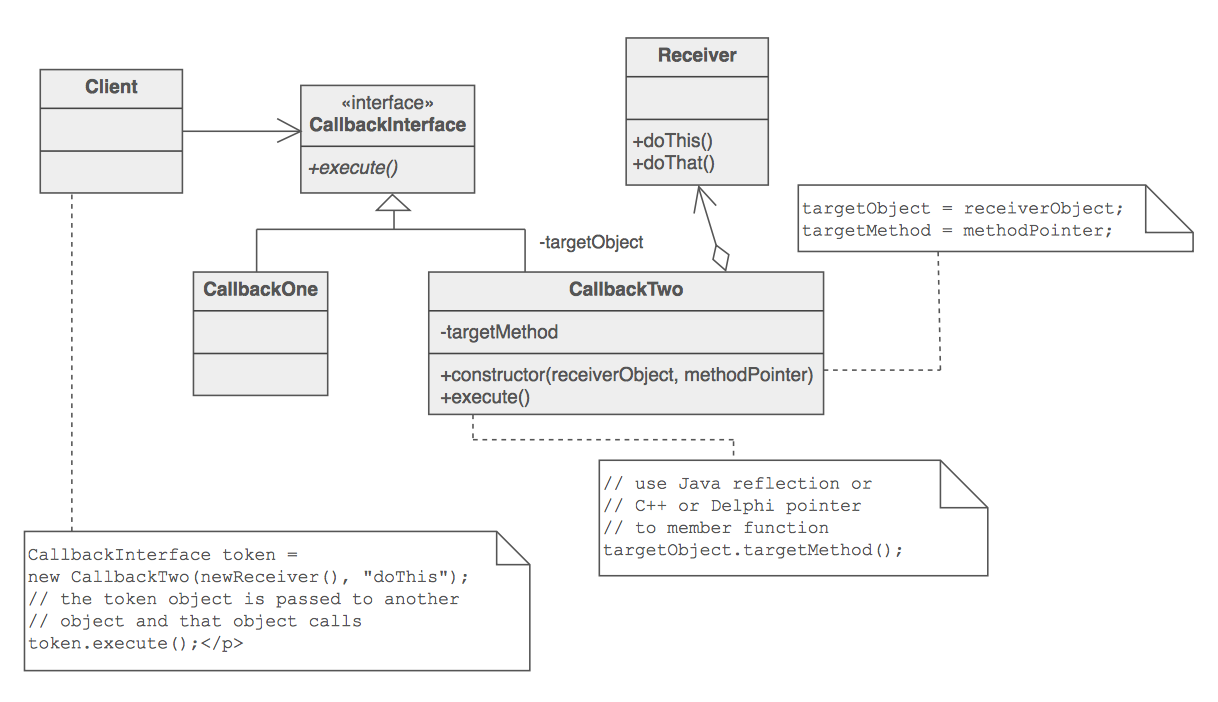 Client
«interface»
CallbackInterface
+execute()
Receiver
+doThis()
+doThat()
targetObject = receiverObject;
targetMethod = methodPointer;
-targetObject
CallbackOne
CallbackTwo
-targetMethod
+constructor(receiverObject, methodPointer)
+execute()
// use Java reflection or
// C++ or Delphi pointer
// to member function
targetObject.targetMethod();
CallbackInterface token =
new CallbackTwo(newReceiver(), "doThis");
// the token object is passed to another
// object and that object calls
token.execute();</p>